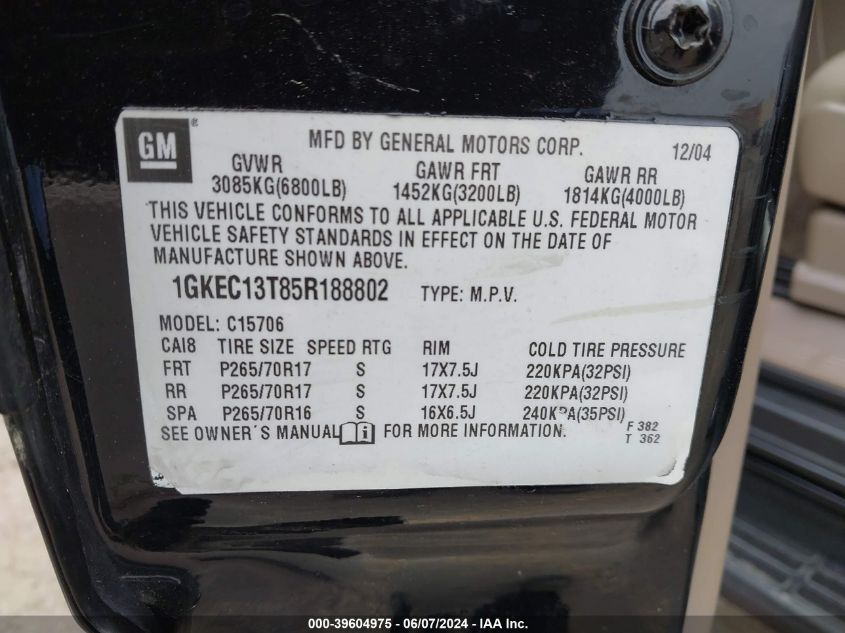 GM ®
MFD BY GENERAL MOTORS CORP. 12/04
GVWR GAWR FRT GAWR RR
3085KG(6800LB) 1452KG(3200LB) 1814KG(4000LB)
THIS VEHICLE CONFORMS TO ALL APPLICABLE U.S. FEDERAL MOTOR
VEHICLE SAFETY STANDARDS IN EFFECT ON THE DATE OF
MANUFACTURE SHOWN ABOVE.
1GKEC13T85R188802 TYPE: M.P.V.
MODEL: C15706
CAI8 TIRE SIZE SPEED RTG RIM COLD TIRE PRESSURE
FRT P265/70R17 S 17X7.5J 220KPA(32PSI)
RR P265/70R17 S 17X7.5J 220KPA(32PSI)
SPA P265/70R16 S 16X6.5J 240KPA(35PSI)
SEE OWNER'S MANUAL i FOR MORE INFORMATION.
F 382
T 362
000-39604975 - 06/07/2024 - IAA Inc.